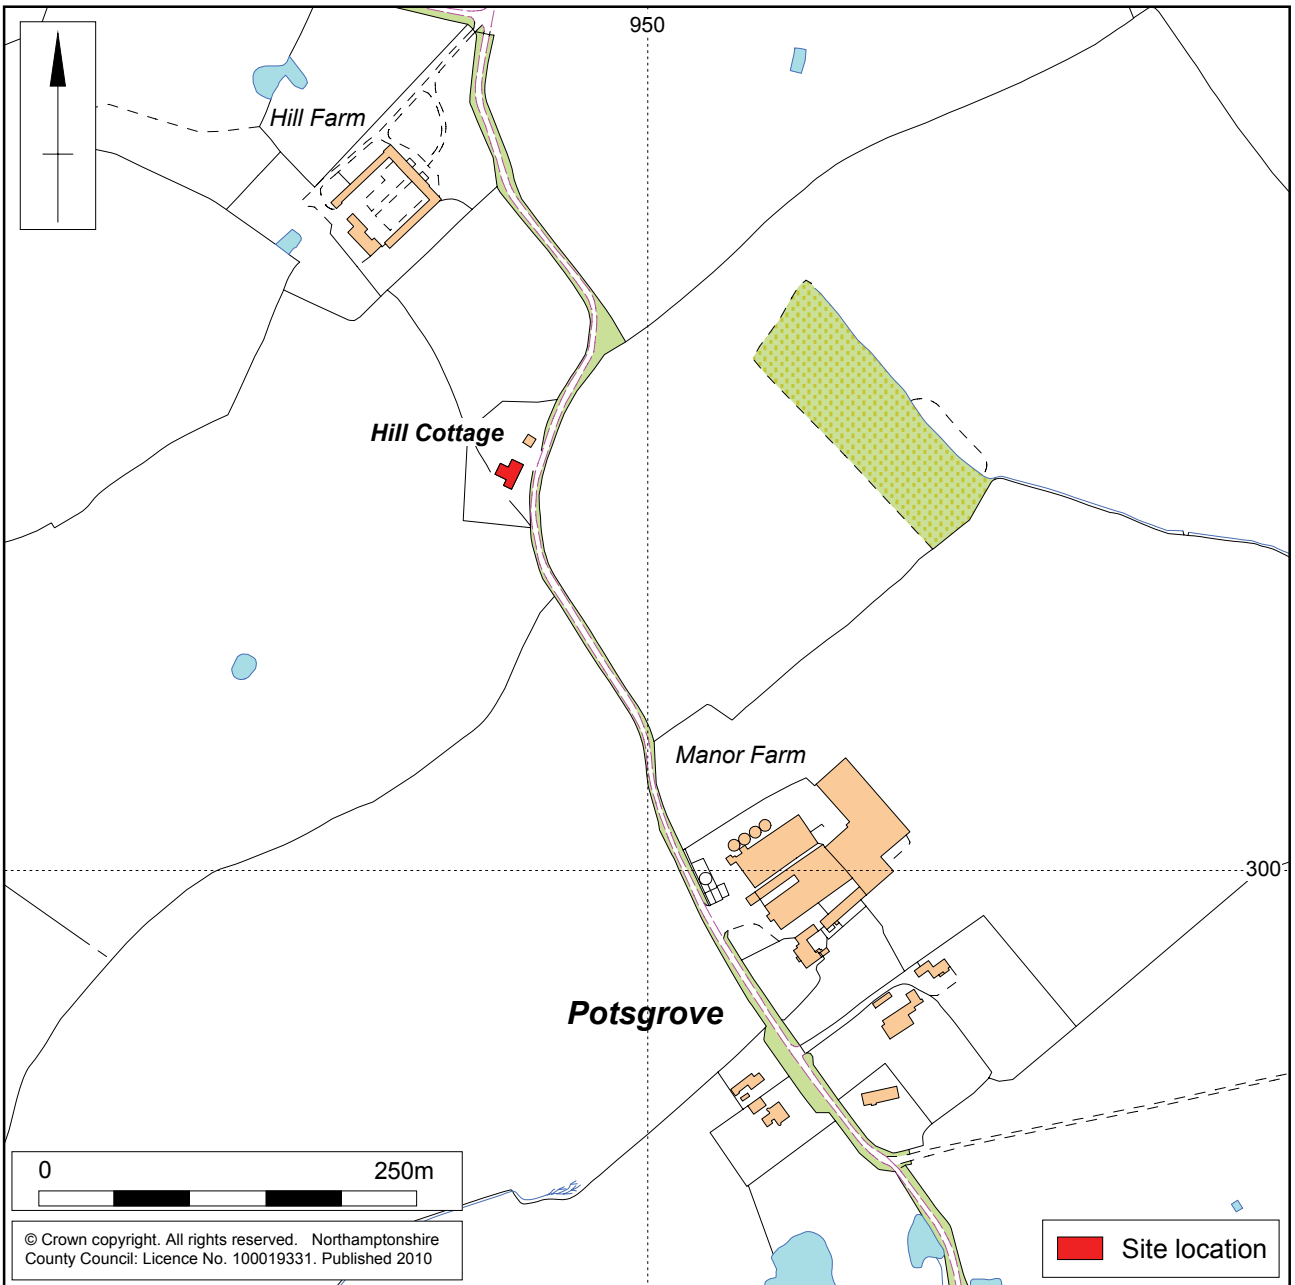 950
Hill Farm
Hill Cottage
Manor Farm
300
Potsgrove
0 250m
© Crown copyright. All rights reserved. Northamptonshire
County Council: Licence No. 100019331. Published 2010
Site location